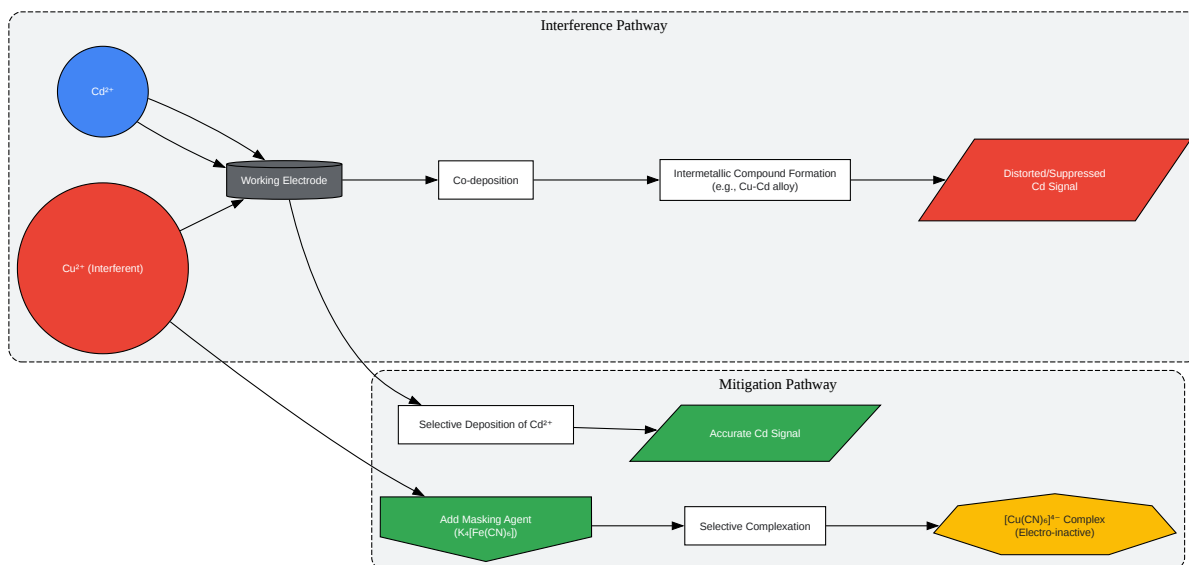 Interference Pathway
Cd²⁺
Working Electrode
Co-deposition
Intermetallic Compound Formation
(e.g., Cu-Cd alloy)
Distorted/Suppressed
Cd Signal
Cu²⁺ (Interferent)
Mitigation Pathway
Selective Deposition of Cd²⁺
Accurate Cd Signal
Add Masking Agent
(K₄[Fe(CN)₆])
Selective Complexation
[Cu(CN)₆]⁴⁻ Complex
(Electro-inactive)